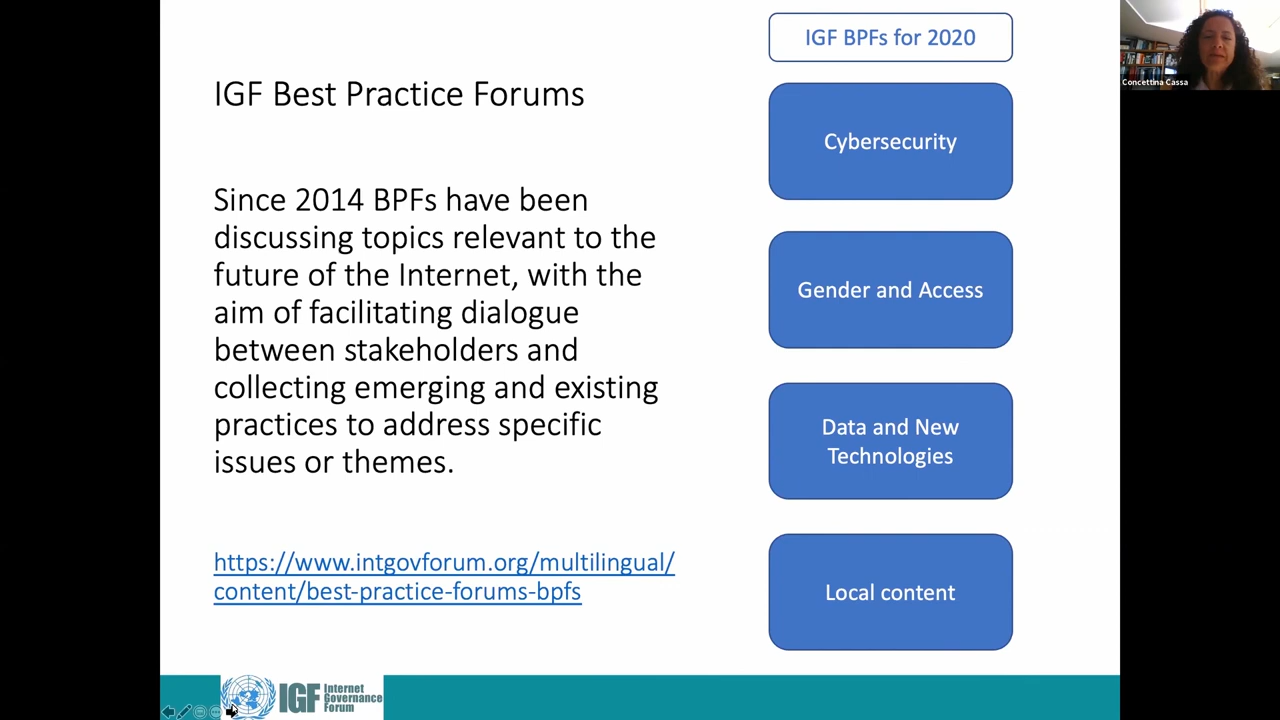 IGF BPFs for 2020
Concettina Cassa
IGF Best Practice Forums
Cybersecurity
Since 2014 BPFs have been
discussing topics relevant to the
future of the Internet, with the
aim of facilitating dialogue
between stakeholders and
collecting emerging and existing
practices to address specific
issues or themes.
Gender and Access
Data and New
Technologies
https://www.intgovforum.org/multilingual/
content/best-practice-forums-bpfs
Local content
IGF
Internet
Governance
Forum